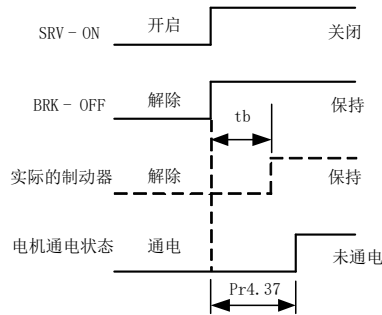 SRV-ON 开启 关闭
BRK-OFF 解除 保持
tb
实际的制动器 解除 保持
电机通电状态 通电 未通电
Pr4.37